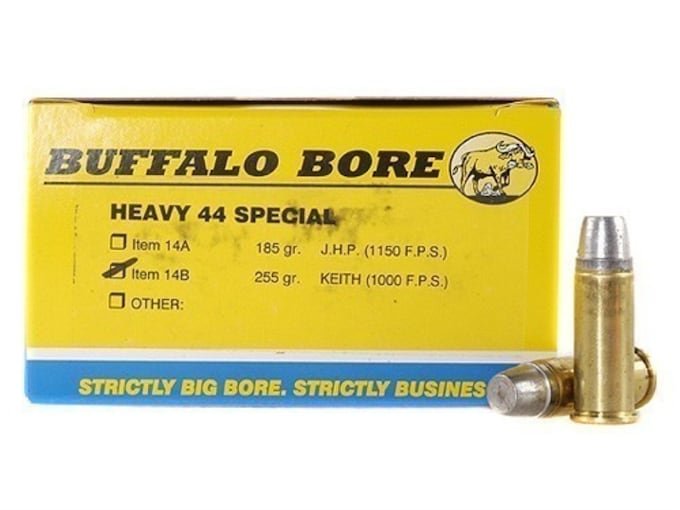 BUFFALO BORE
HEAVY 44 SPECIAL
Item 14A 185 gr. J.H.P. (1150 F.P.S.)
Item 14B 255 gr. KEITH (1000 F.P.S.)
OTHER:
STRICTLY BIG BORE. STRICTLY BUSINES